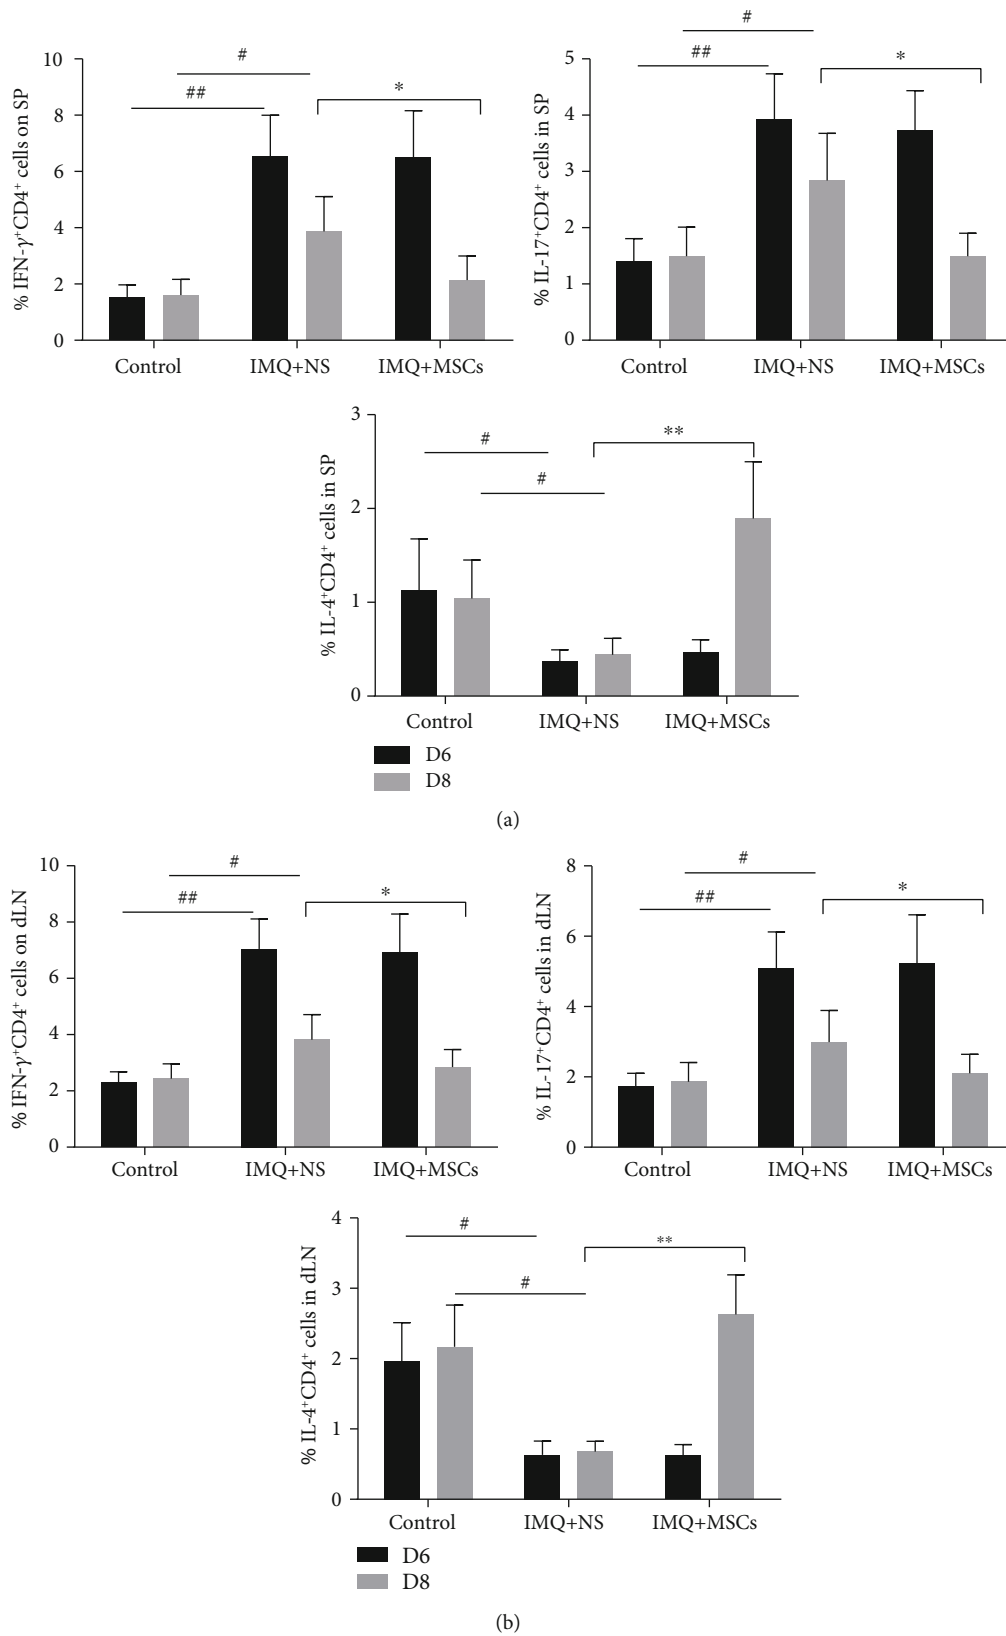 # #
## * ## *
% IFN-γ+CD4+ cells on SP
10
8
6
4
2
0
Control IMQ+NS IMQ+MSCs
% IL-17+CD4+ cells in SP
5
4
3
2
1
0
Control IMQ+NS IMQ+MSCs
% IL-4+CD4+ cells in SP
3
2
1
0
# **
#
Control IMQ+NS IMQ+MSCs
D6
D8
(a)
% IFN-γ+CD4+ cells on dLN
10
8
6
4
2
0
#
## *
Control IMQ+NS IMQ+MSCs
% IL-17+CD4+ cells in dLN
8
6
4
2
0
#
## *
Control IMQ+NS IMQ+MSCs
% IL-4+CD4+ cells in dLN
4
3
2
1
0
# **
#
Control IMQ+NS IMQ+MSCs
D6
D8
(b)